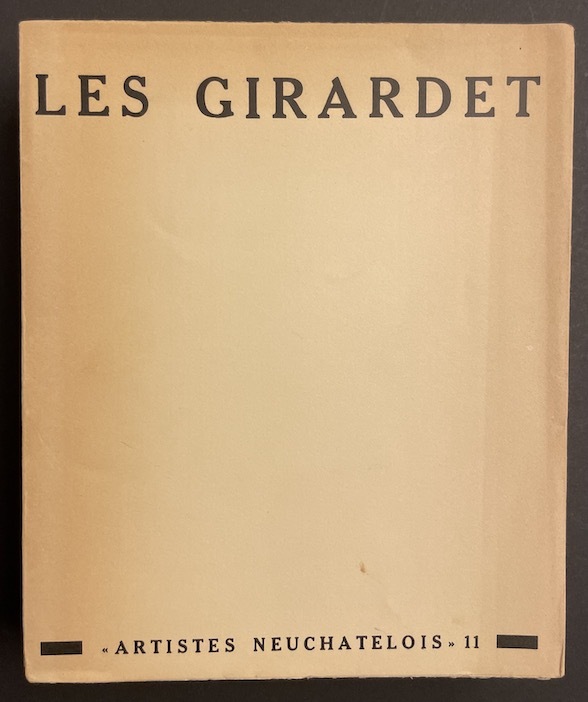 LES GIRARDET
« ARTISTES NEUCHATELOIS » 11